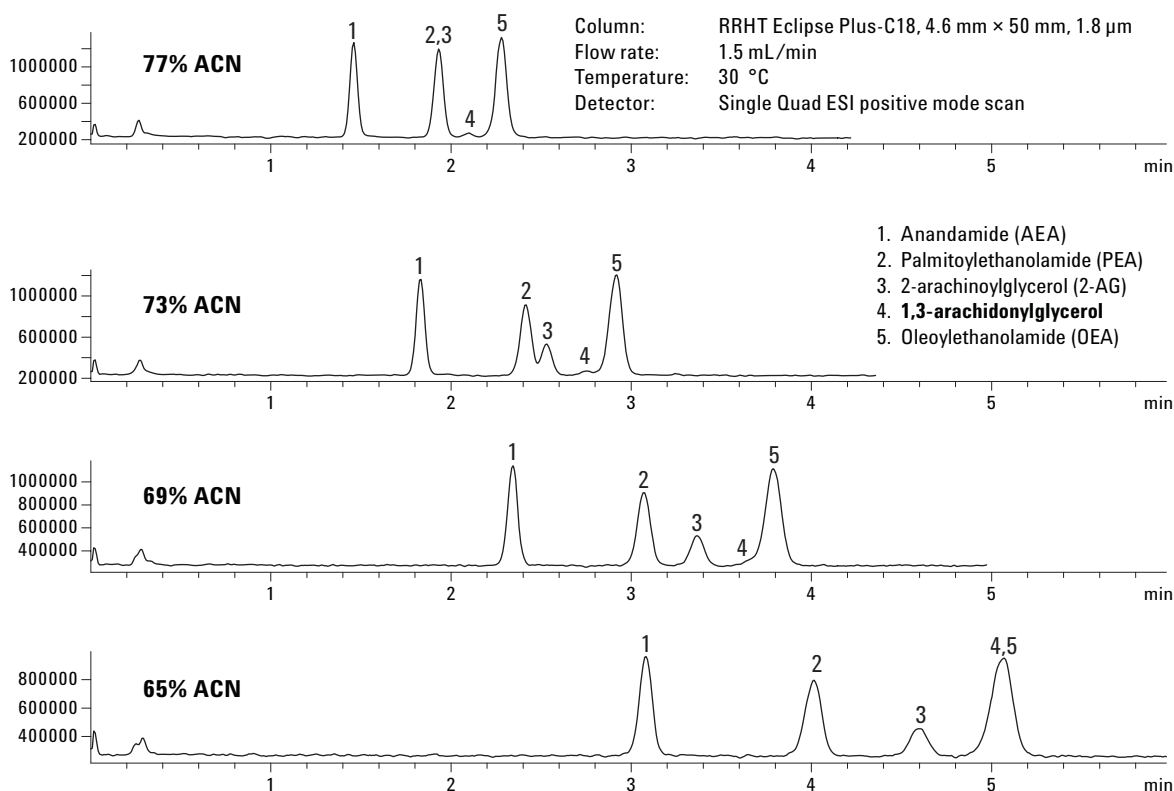 Column: RRHT Eclipse Plus-C18, 4.6 mm × 50 mm, 1.8 µm
Flow rate: 1.5 mL/min
Temperature: 30 °C
Detector: Single Quad ESI positive mode scan
77% ACN
1 2,3 4 5
1000000
600000
200000
1 2 3 4 5 min
1. Anandamide (AEA)
2. Palmitoylethanolamide (PEA)
3. 2-arachinoylglycerol (2-AG)
4. 1,3-arachidonylglycerol
5. Oleoylethanolamide (OEA)
73% ACN
1 2 3 4 5
1000000
600000
200000
1 2 3 4 5 min
69% ACN
1 2 3 4 5
1000000
800000
600000
400000
1 2 3 4 5 min
65% ACN
1 2 3 4,5
800000
600000
400000
1 2 3 4 5 min